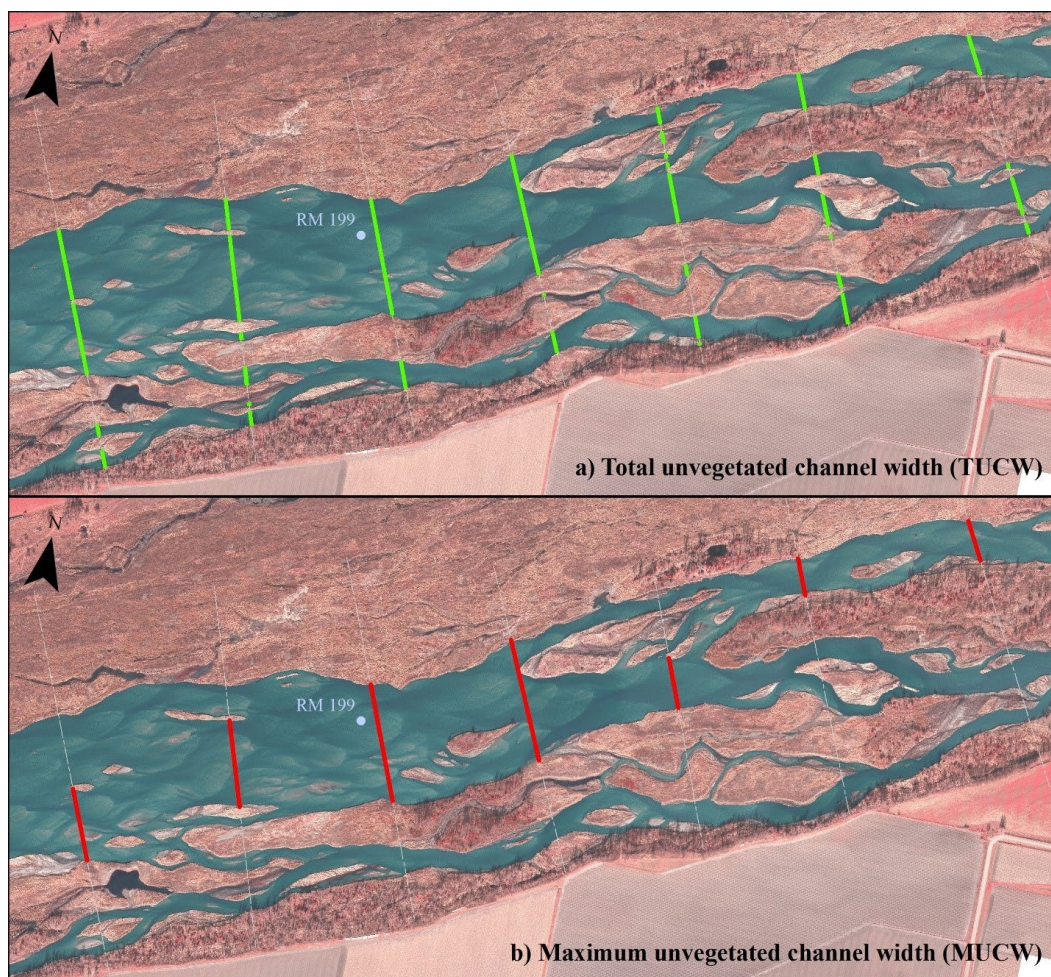 N
RM 199
a) Total unvegetated channel width (TUCW)
N
RM 199
b) Maximum unvegetated channel width (MUCW)